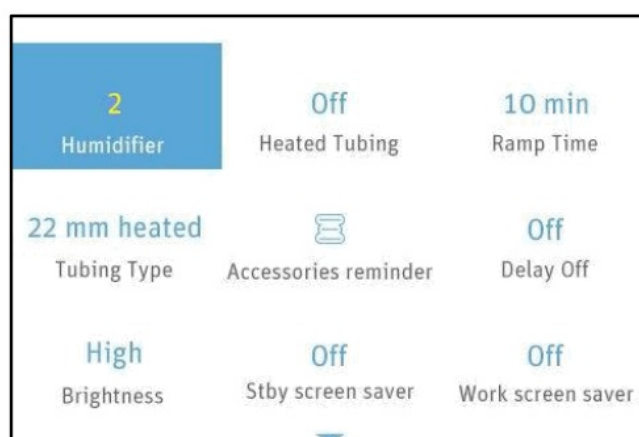 2 Off 10 min
Humidifier Heated Tubing Ramp Time
22 mm heated Off
Tubing Type Accessories reminder Delay Off
High Off Off
Brightness Stby screen saver Work screen saver